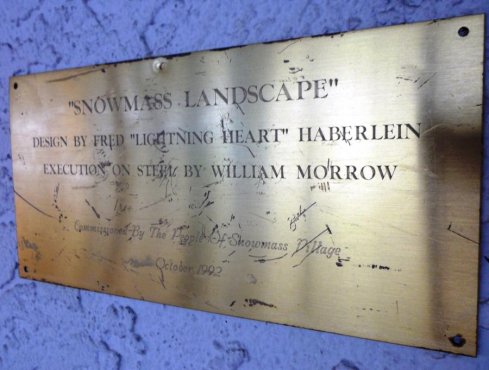 "SNOWMASS LANDSCAPE"
DESIGN BY FRED "LIGHTNING HEART" HABERLEIN
EXECUTION ON STEEL BY WILLIAM MORROW
Commissioned By The People Of Snowmass Village
October, 1992